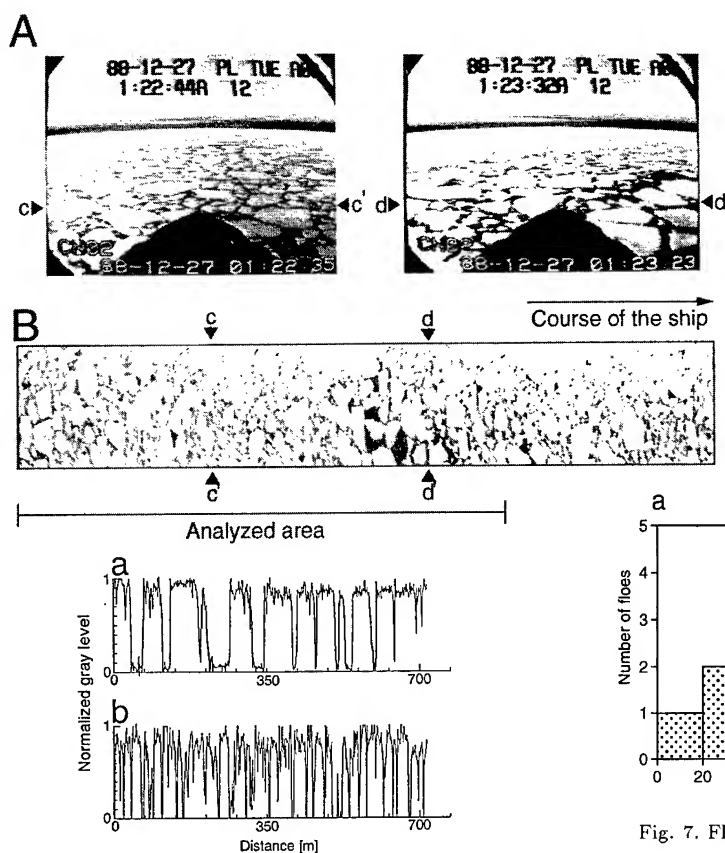 A
88-12-27 PL TUE
1:22:44A 12
c
c'
CH02
88-12-27 01:22:35
88-12-27 PL TUE
1:23:32A 12
d
d
88-12-27 01:23:23
B
c
d
Course of the ship
c'
d
Analyzed area
a
Normalized gray level
1
0
0
350
700
b
1
0
0
350
700
Distance [m]
a
Number of floes
5
4
3
2
1
0
0
20
Fig. 7. Fl